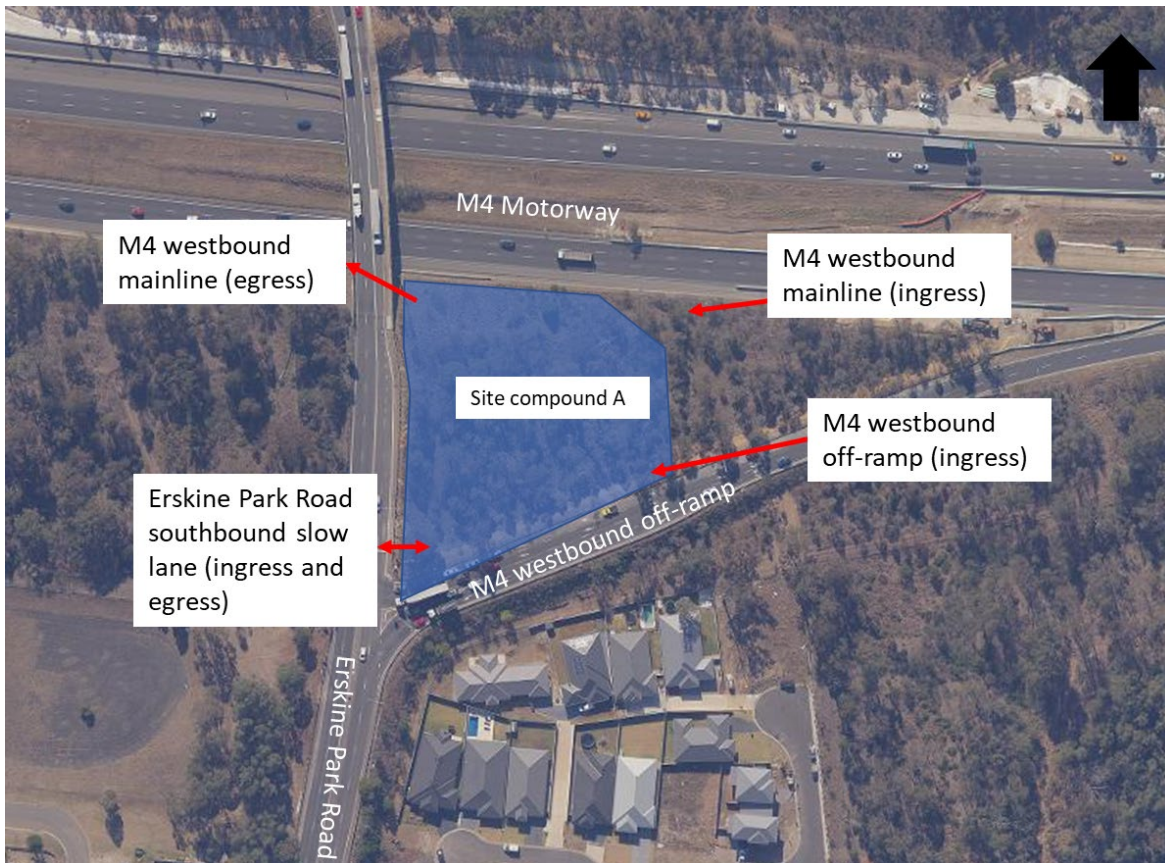 M4 Motorway
M4 westbound
mainline (egress)
M4 westbound
mainline (ingress)
Site compound A
M4 westbound
off-ramp (ingress)
Erskine Park Road
southbound slow
lane (ingress and
egress)
M4 westbound off-ramp
Erskine Park Road